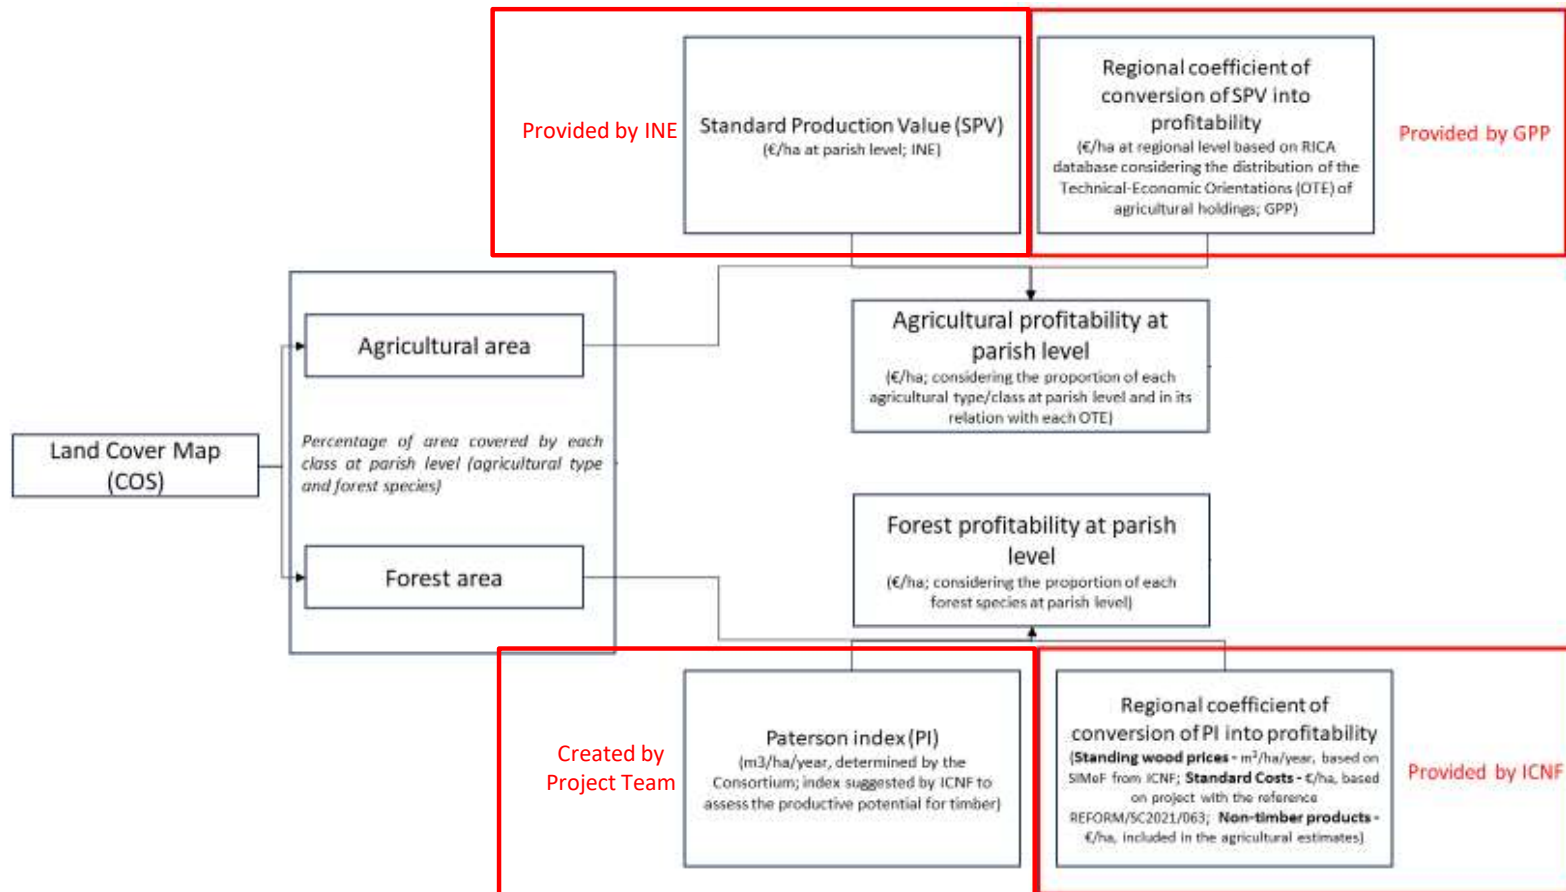 Provided by INE
Standard Production Value (SPV)
(€/ha at parish level; INE)
Regional coefficient of
conversion of SPV into
profitability
(€/ha at regional level based on RICA
database considering the distribution of the
Technical-Economic Orientations (OTE) of
agricultural holdings; GPP)
Provided by GPP
Agricultural area
Agricultural profitability at
parish level
(€/ha; considering the proportion of each
agricultural type/class at parish level and in its
relation with each OTE)
Land Cover Map
(COS)
Percentage of area covered by each
class at parish level (agricultural type
and forest species)
Forest area
Forest profitability at parish
level
(€/ha; considering the proportion of each
forest species at parish level)
Created by
Project Team
Paterson index (PI)
(m3/ha/year, determined by the
Consortium; index suggested by ICNF to
assess the productive potential for timber)
Regional coefficient of
conversion of PI into profitability
(Standing wood prices - m³/ha/year, based on
SIMeF from ICNF; Standard Costs - €/ha, based
on project with the reference
REFORM/SC2021/063; Non-timber products -
€/ha, included in the agricultural estimates)
Provided by ICNF